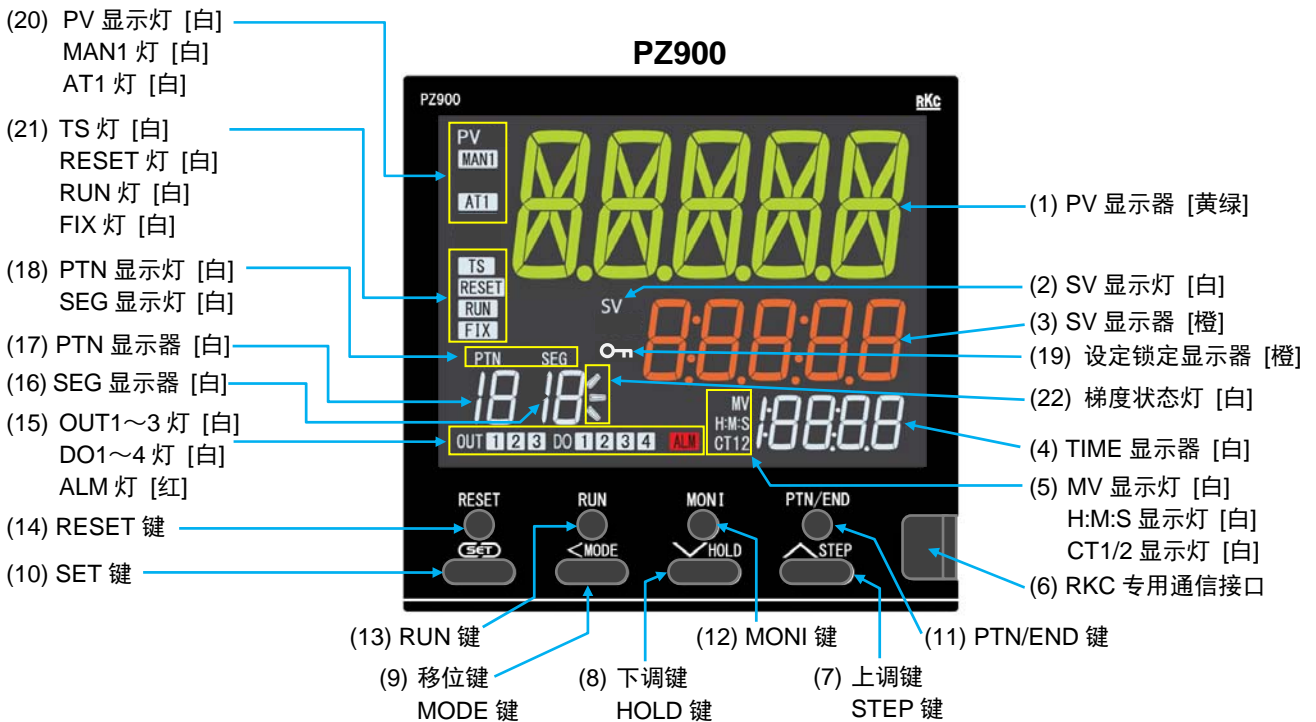 PZ900
(20) PV 显示灯 [白]
MAN1 灯 [白]
AT1 灯 [白]
(21) TS 灯 [白]
RESET 灯 [白]
RUN 灯 [白]
FIX 灯 [白]
(18) PTN 显示灯 [白]
SEG 显示灯 [白]
(17) PTN 显示器 [白]
(16) SEG 显示器 [白]
(15) OUT1～3 灯 [白]
DO1～4 灯 [白]
ALM 灯 [红]
(14) RESET 键
(10) SET 键
PZ900
RKC
PV
MAN1
AT1
TS
RESET
RUN
FIX
SV
PTN SEG
18 18
MV
H:M:S
CT12
18:8.8
OUT 1 2 3 DO 1 2 3 4 ALM
8:8.8:8.8
RESET RUN MONI PTN/END
SET <MODE HOLD STEP
(1) PV 显示器 [黄绿]
(2) SV 显示灯 [白]
(3) SV 显示器 [橙]
(19) 设定锁定显示器 [橙]
(22) 梯度状态灯 [白]
(4) TIME 显示器 [白]
(5) MV 显示灯 [白]
H:M:S 显示灯 [白]
CT1/2 显示灯 [白]
(6) RKC 专用通信接口
(13) RUN 键
(12) MONI 键
(11) PTN/END 键
(9) 移位键
MODE 键
(8) 下调键
HOLD 键
(7) 上调键
STEP 键